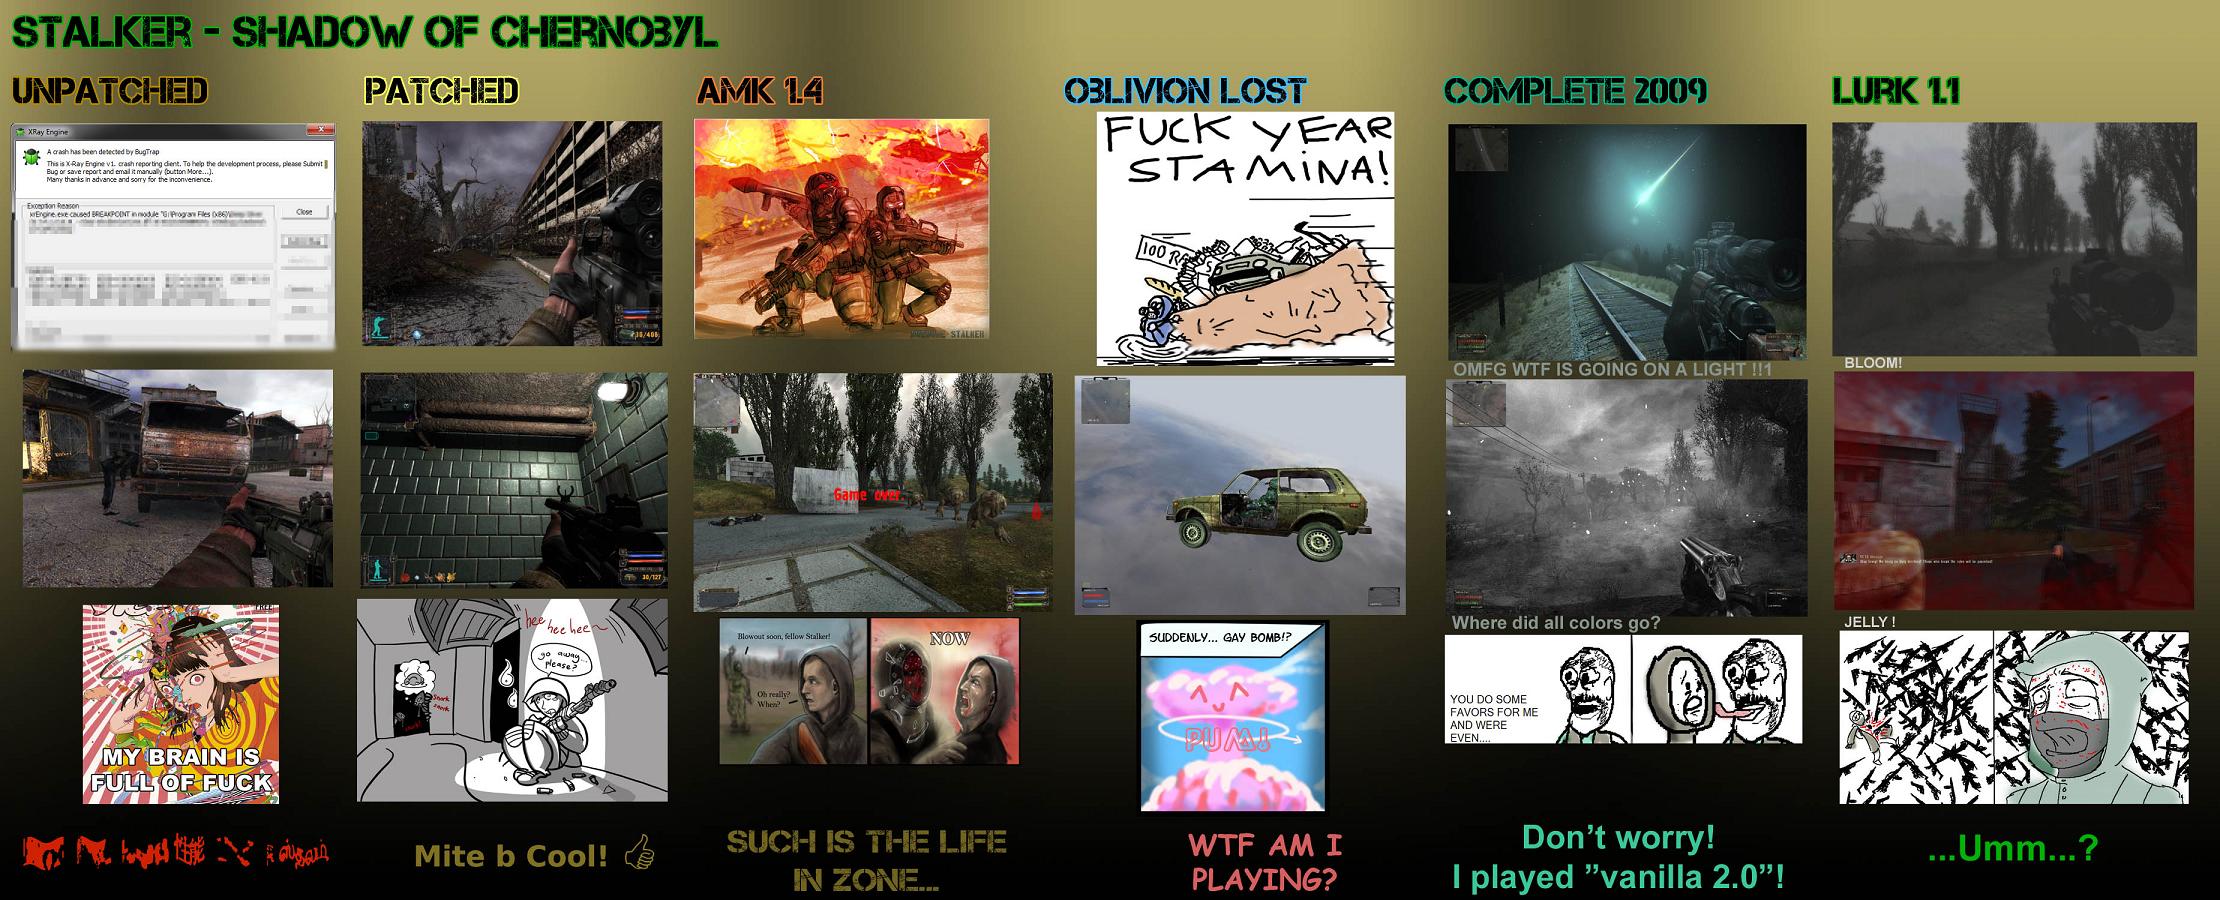 STALKER - SHADOW OF CHERNOBYL
UNPATCHED
PATCHED
AMK 1.4
OBLIVION LOST
COMPLETE 2009
LURK 1.1
XRay Engine
A crash has been detected by BugTrap
This is X-Ray Engine v1. crash reporting client. To help the development process, please Submit
Bug or save report and email it manually (button More...).
Many thanks in advance and sorry for the inconvenience.
Exception Reason
xrEngine.exe caused BREAKPOINT in module "G:\Program Files (x86)\
Close
MY BRAIN IS
FULL OF FUCK
30/127
hee
hee hee~
go away...
please?
Game over.
Blowout soon, fellow Stalker!
Oh really?
When?
NOW
SUCH IS THE LIFE
IN ZONE...
Mite b Cool!
FUCK YEAR
STAMINA!
SUDDENLY... GAY BOMB!?
WTF AM I
PLAYING?
OMFG WTF IS GOING ON A LIGHT !!1
Where did all colors go?
YOU DO SOME
FAVORS FOR ME
AND WERE
EVEN....
Don't worry!
I played ”vanilla 2.0”!
BLOOM!
JELLY !
...Umm...?